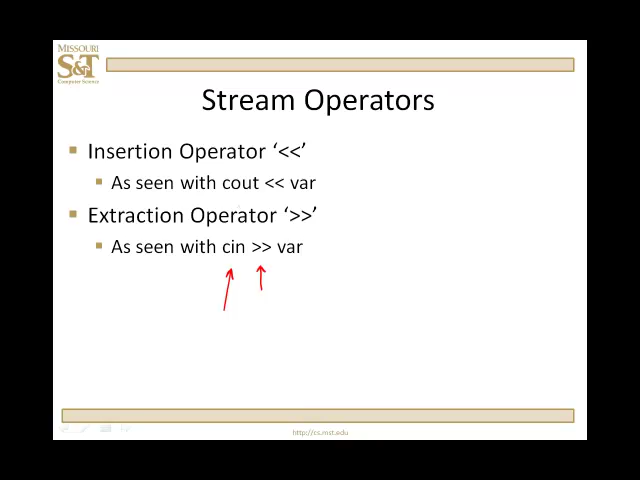 MISSOURI
S&T
Computer Science
Stream Operators
Insertion Operator ‘<<’
As seen with cout << var
Extraction Operator ‘>>’
As seen with cin >> var
http://cs.mst.edu